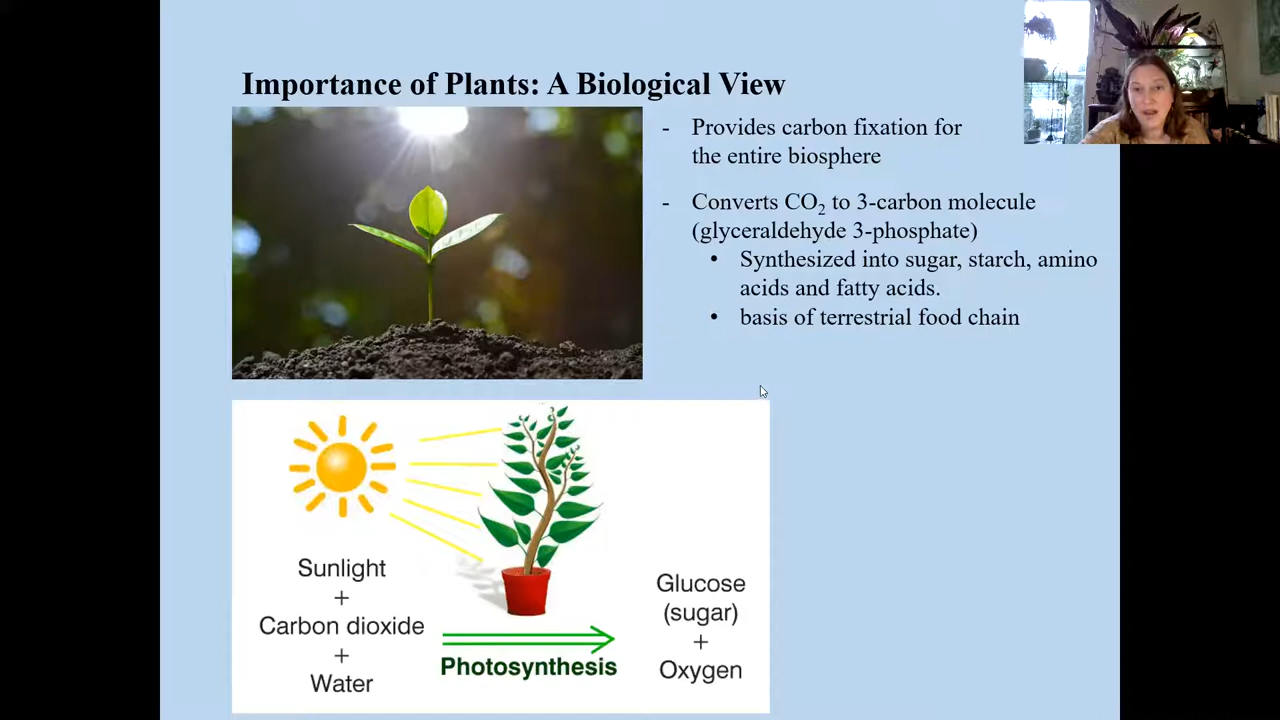 Importance of Plants: A Biological View
- Provides carbon fixation for
the entire biosphere
- Converts CO₂ to 3-carbon molecule
(glyceraldehyde 3-phosphate)
• Synthesized into sugar, starch, amino
acids and fatty acids.
• basis of terrestrial food chain
Sunlight
+
Carbon dioxide
+
Water
Photosynthesis
Glucose
(sugar)
+
Oxygen